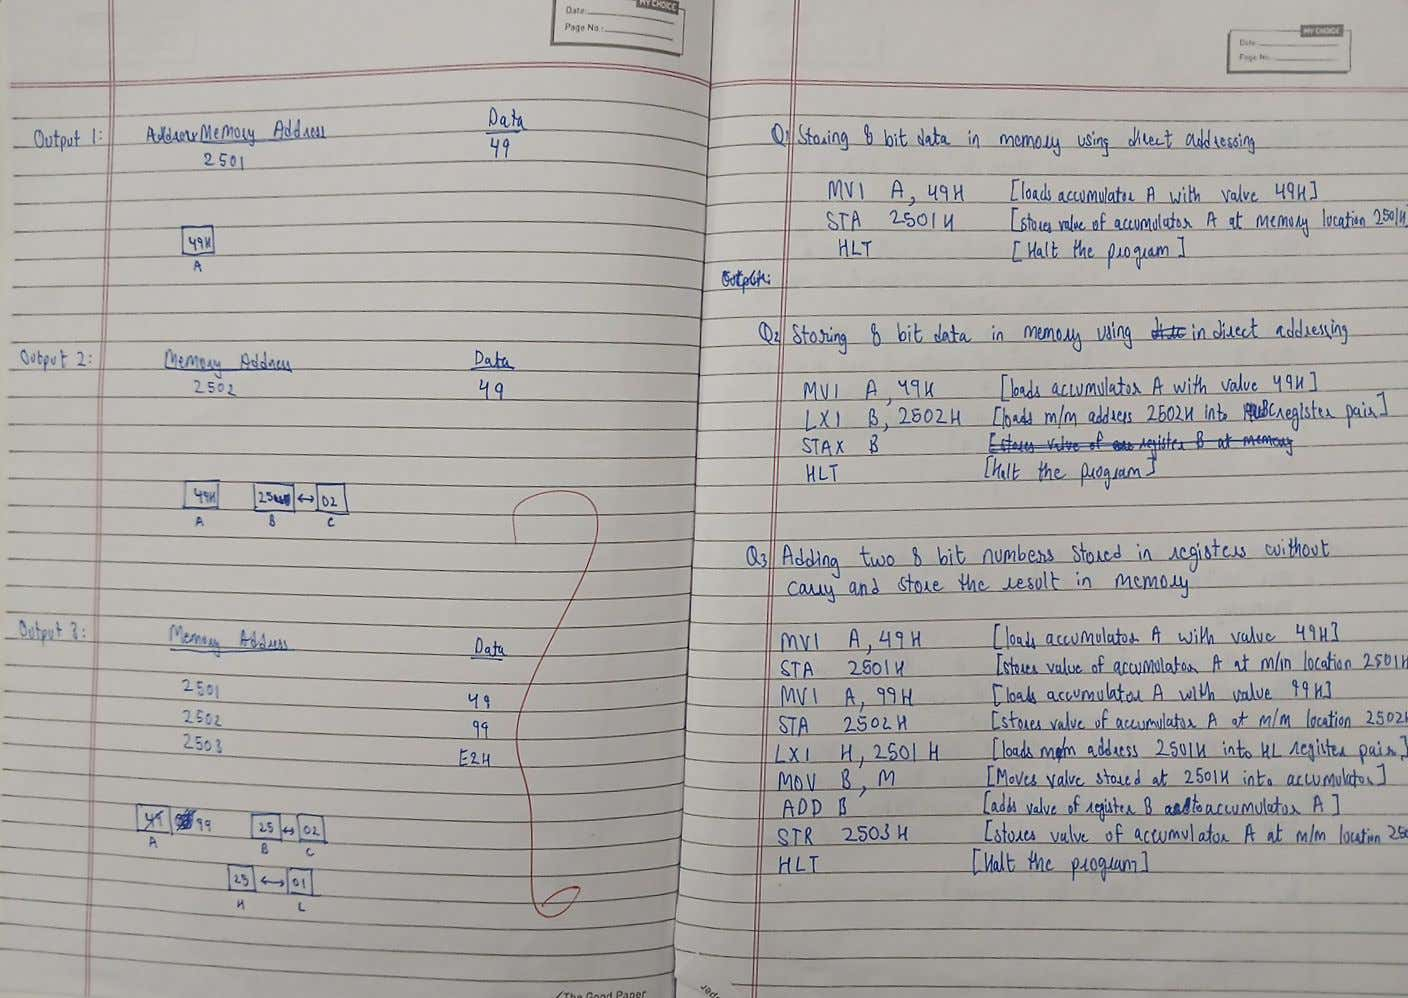 MY CHOICE
Date:
Page No.:
Output 1: Memory Address Data
2501 49
49H
A
Output 2: Memory Address Data
2502 49
49H 25 ↔ 02
A B C
Output 3: Memory Address Data
2501 49
2502 99
2503 E2H
49 99 25 ↔ 02
A B C
25 ↔ 01
H L
The Good Paper
MY CHOICE
Date
Page No.
Q1 Storing 8 bit data in memory using direct addressing
MVI A, 49H [loads accumulator A with value 49H]
STA 2501H [stores value of accumulator A at memory location 2501H]
HLT [Halt the program]
Output:
Q2 Storing 8 bit data in memory using in direct addressing
MVI A, 49H [loads accumulator A with value 49H]
LXI B, 2502H [loads m/m address 2502H into BC register pair]
STAX B [stores value of register B at memory
HLT [Halt the program]
Q3 Adding two 8 bit numbers stored in registers without
carry and store the result in memory
MVI A, 49H [loads accumulator A with value 49H]
STA 2501H [stores value of accumulator A at m/m location 2501H
MVI A, 99H [loads accumulator A with value 99H]
STA 2502H [stores value of accumulator A at m/m location 2502H
LXI H, 2501H [loads m/m address 2501H into HL register pair]
MOV B, M [Moves value stored at 2501H into accumulator]
ADD B [adds value of register B to accumulator A]
STR 2503H [stores value of accumulator A at m/m location 250
HLT [Halt the program]